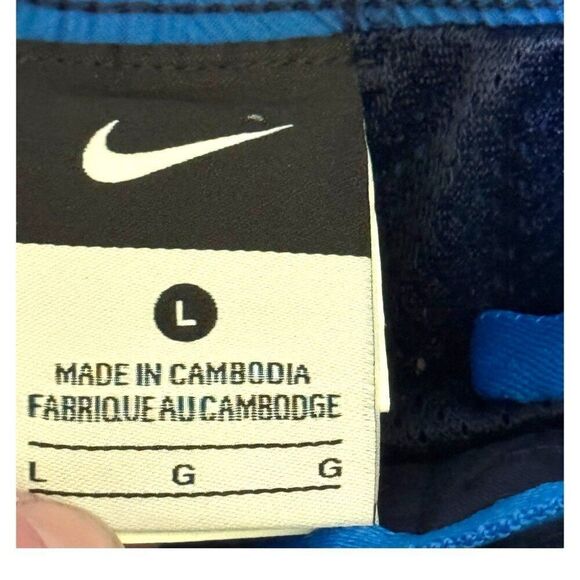 L
MADE IN CAMBODIA
FABRIQUE AU CAMBODGE
L G G